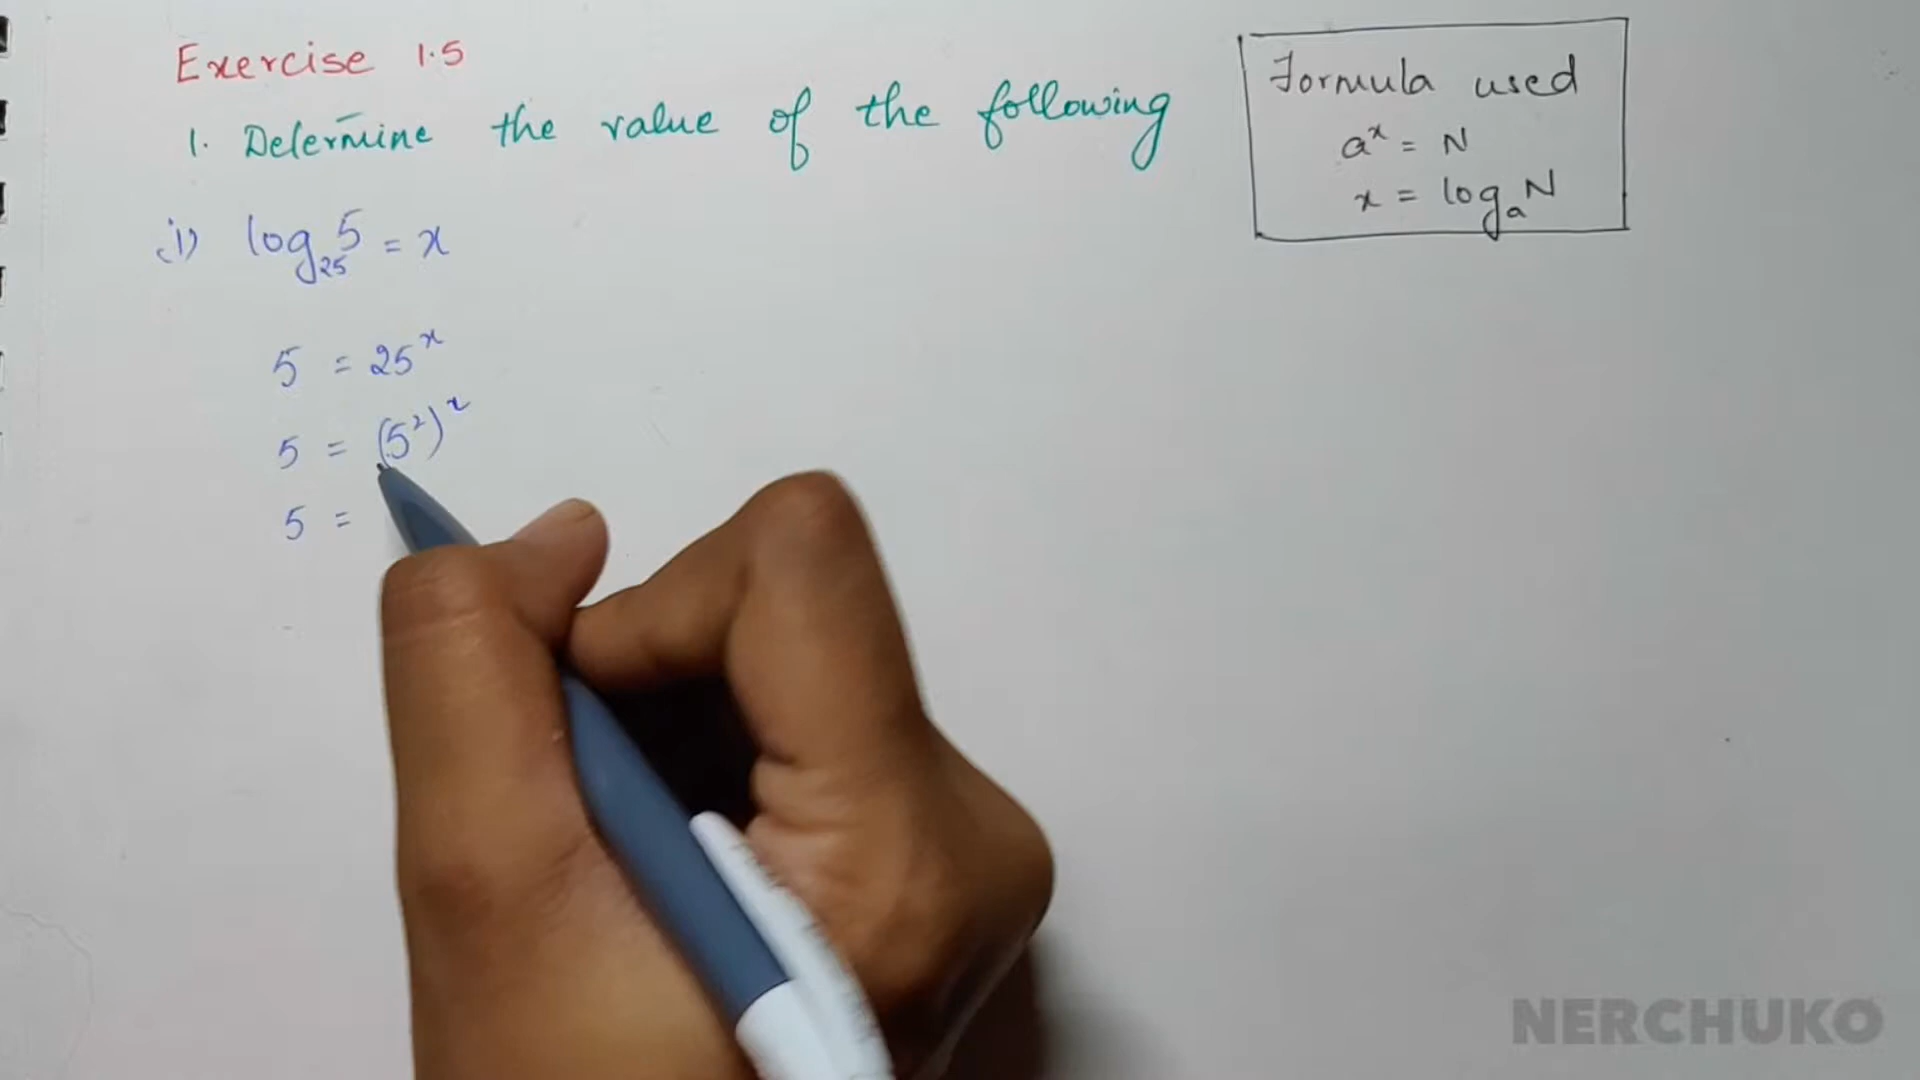 Exercise 1.5
1. Determine the value of the following
Formula used
aˣ = N
x = logₐN
i) log₂₅5 = x
5 = 25ˣ
5 = (5²)ˣ
5 =
NERCHUKO